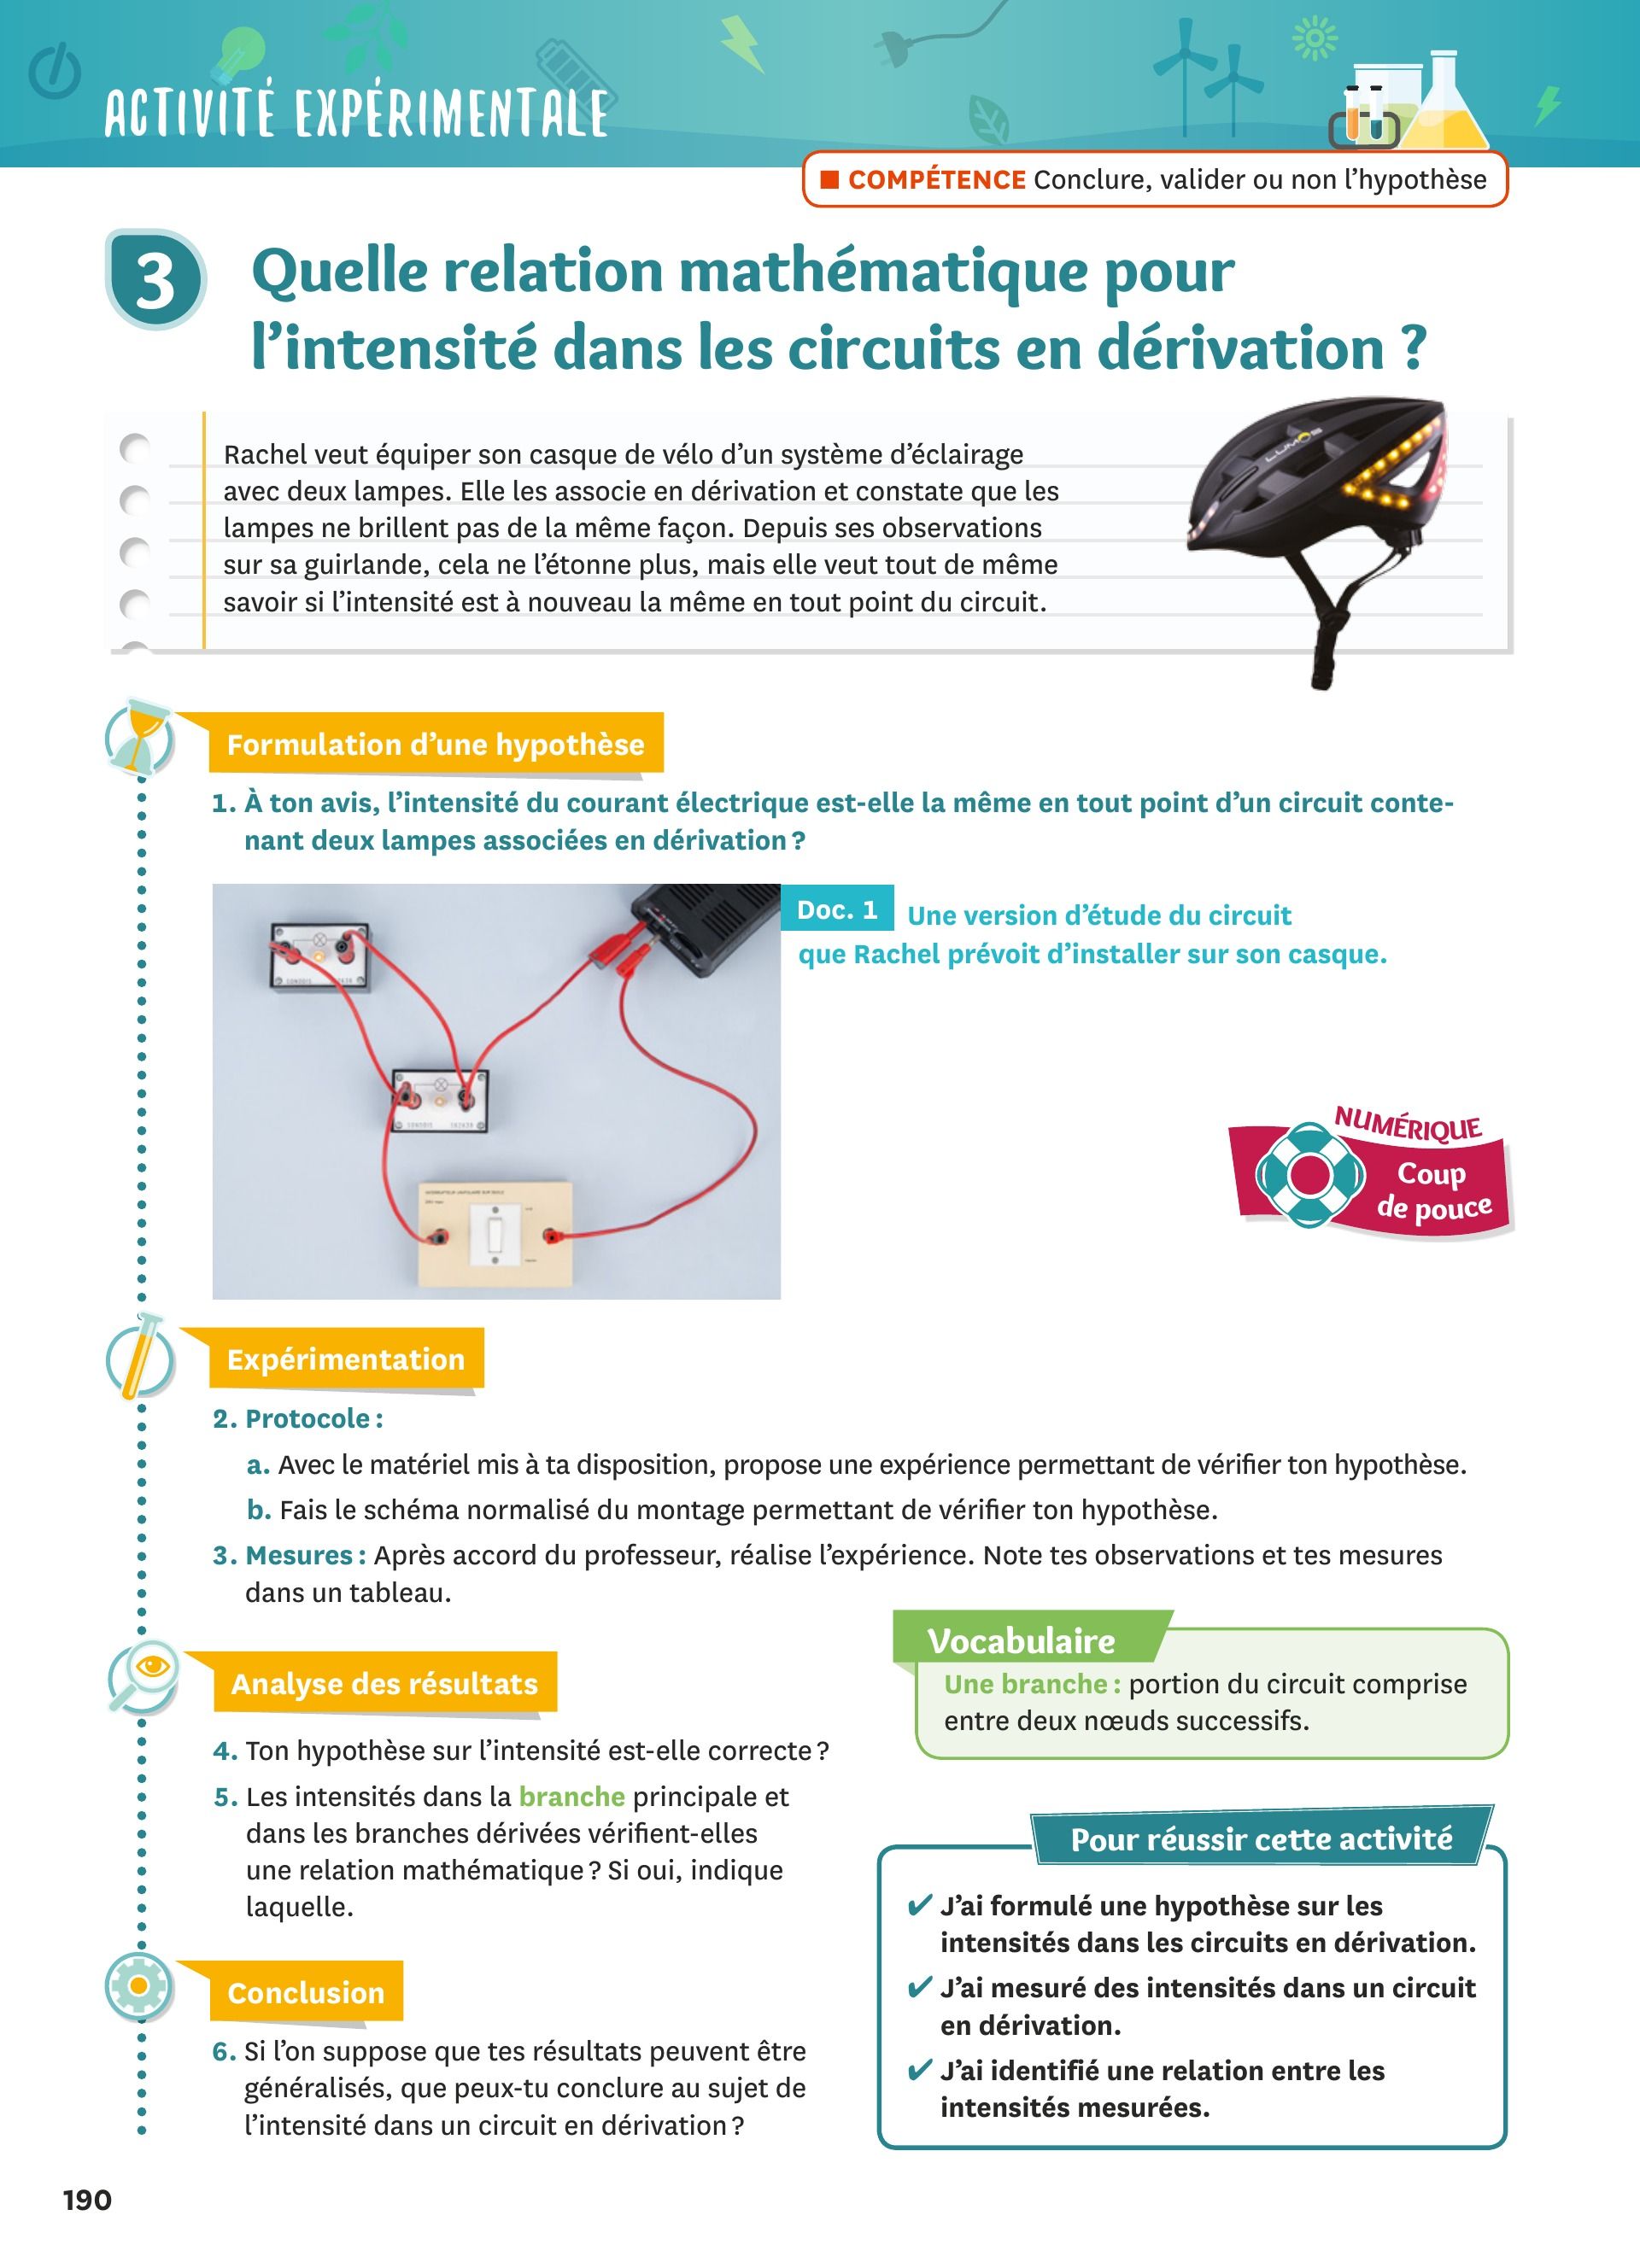 ACTIVITÉ EXPÉRIMENTALE
■ COMPÉTENCE Conclure, valider ou non l'hypothèse
3
Quelle relation mathématique pour
l'intensité dans les circuits en dérivation ?
Rachel veut équiper son casque de vélo d'un système d'éclairage
avec deux lampes. Elle les associe en dérivation et constate que les
lampes ne brillent pas de la même façon. Depuis ses observations
sur sa guirlande, cela ne l'étonne plus, mais elle veut tout de même
savoir si l'intensité est à nouveau la même en tout point du circuit.
LUMOS
Formulation d'une hypothèse
1. À ton avis, l'intensité du courant électrique est-elle la même en tout point d'un circuit conte-
nant deux lampes associées en dérivation ?
Doc. 1 Une version d'étude du circuit
que Rachel prévoit d'installer sur son casque.
NUMÉRIQUE
Coup
de pouce
Expérimentation
2. Protocole :
a. Avec le matériel mis à ta disposition, propose une expérience permettant de vérifier ton hypothèse.
b. Fais le schéma normalisé du montage permettant de vérifier ton hypothèse.
3. Mesures : Après accord du professeur, réalise l'expérience. Note tes observations et tes mesures
dans un tableau.
Analyse des résultats
4. Ton hypothèse sur l'intensité est-elle correcte ?
5. Les intensités dans la branche principale et
dans les branches dérivées vérifient-elles
une relation mathématique ? Si oui, indique
laquelle.
Conclusion
6. Si l'on suppose que tes résultats peuvent être
généralisés, que peux-tu conclure au sujet de
l'intensité dans un circuit en dérivation ?
Vocabulaire
Une branche : portion du circuit comprise
entre deux nœuds successifs.
Pour réussir cette activité
✔ J'ai formulé une hypothèse sur les
intensités dans les circuits en dérivation.
✔ J'ai mesuré des intensités dans un circuit
en dérivation.
✔ J'ai identifié une relation entre les
intensités mesurées.
190